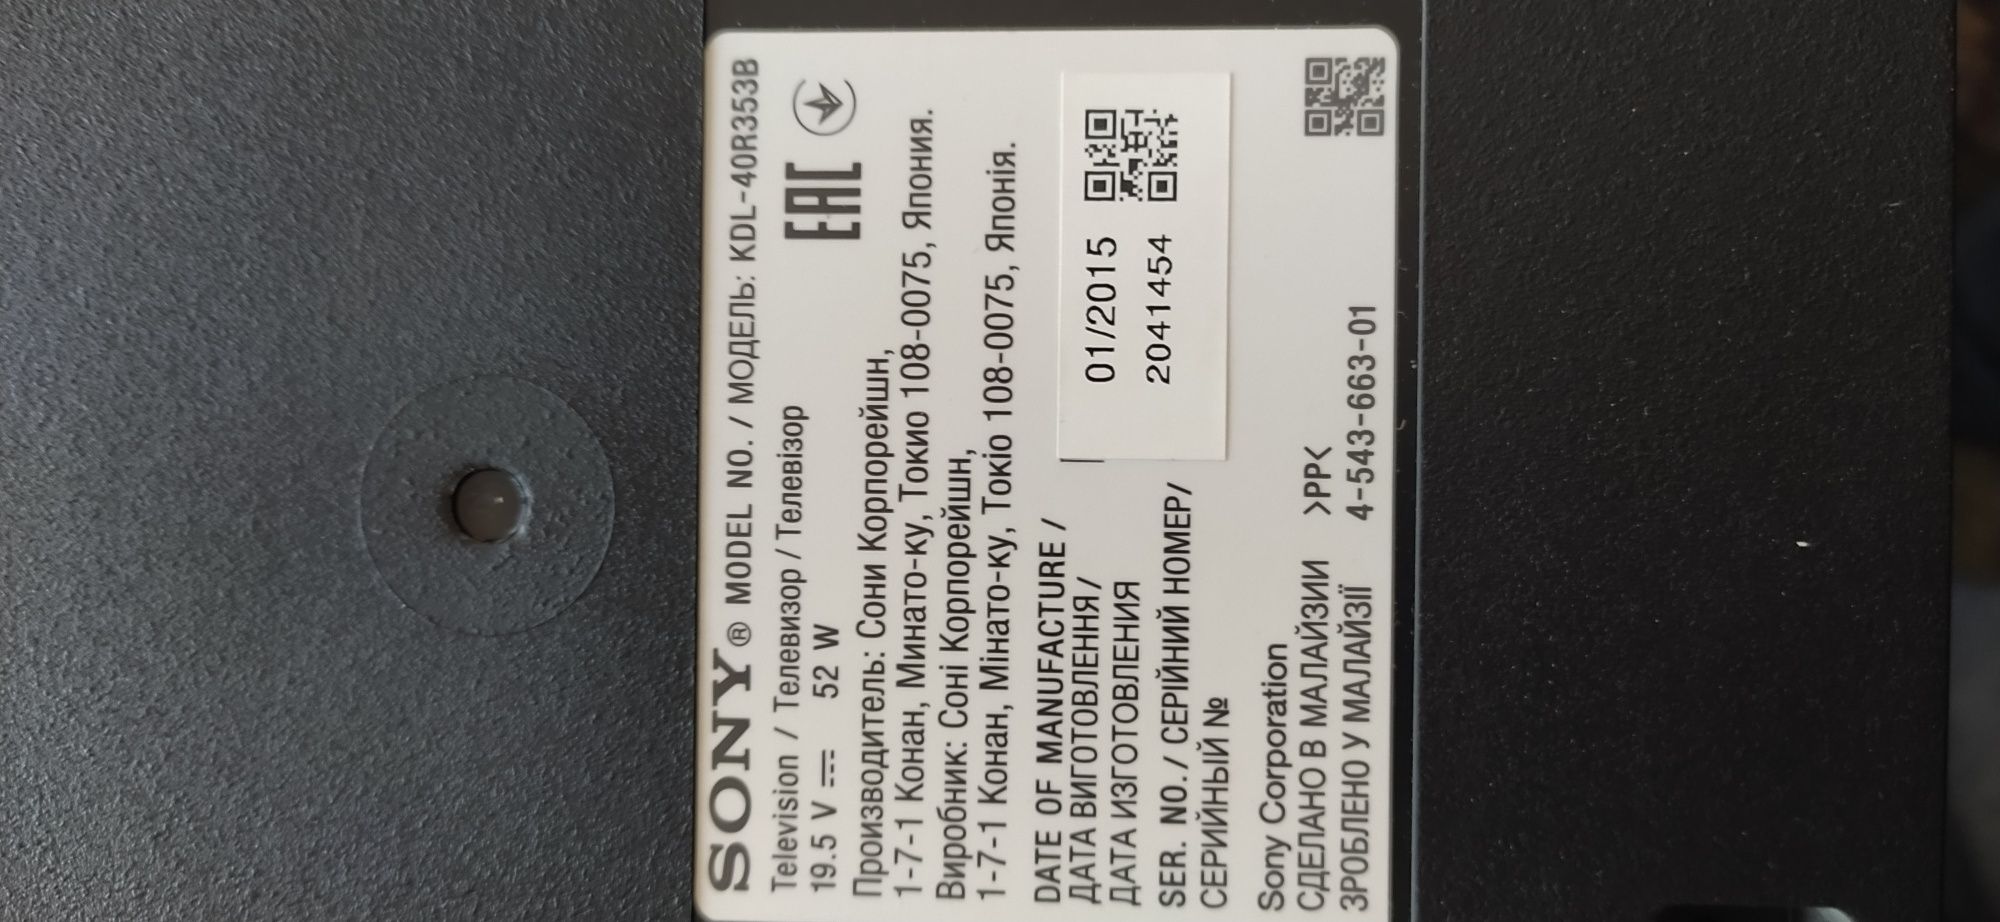 SONY® MODEL NO. / МОДЕЛЬ: KDL-40R353B
Television / Телевизор / Телевізор
19.5 V ⎓ 52 W
EAC
Производитель: Сони Корпорейшн,
1-7-1 Конан, Минато-ку, Токио 108-0075, Япония.
Виробник: Соні Корпорейшн,
1-7-1 Конан, Мінато-ку, Токіо 108-0075, Японія.
DATE OF MANUFACTURE /
ДАТА ВИГОТОВЛЕННЯ/
ДАТА ИЗГОТОВЛЕНИЯ
01/2015
SER. NO./ СЕРІЙНИЙ НОМЕР/
СЕРИЙНЫЙ №
2041454
Sony Corporation
СДЕЛАНО В МАЛАЙЗИИ >PP<
ЗРОБЛЕНО У МАЛАЙЗІЇ 4-543-663-01